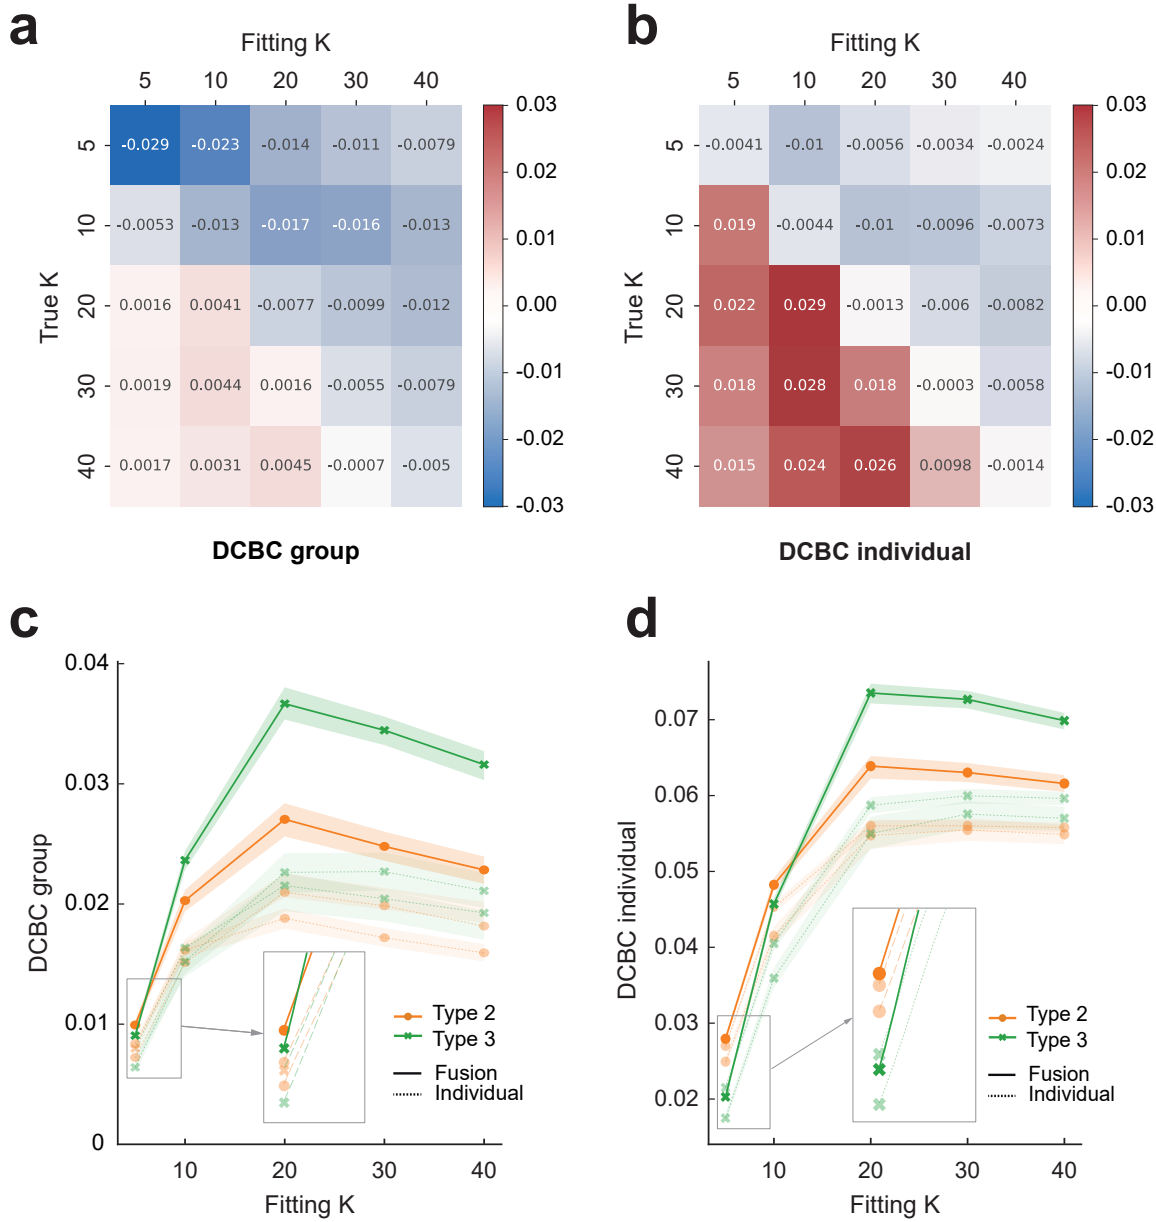 a
Fitting K
5 10 20 30 40
True K
5 -0.029 -0.023 -0.014 -0.011 -0.0079
10 -0.0053 -0.013 -0.017 -0.016 -0.013
20 0.0016 0.0041 -0.0077 -0.0099 -0.012
30 0.0019 0.0044 0.0016 -0.0055 -0.0079
40 0.0017 0.0031 0.0045 -0.0007 -0.005
0.03
0.02
0.01
0.00
-0.01
-0.02
-0.03
DCBC group
b
Fitting K
5 10 20 30 40
True K
5 -0.0041 -0.01 -0.0056 -0.0034 -0.0024
10 0.019 -0.0044 -0.01 -0.0096 -0.0073
20 0.022 0.029 -0.0013 -0.006 -0.0082
30 0.018 0.028 0.018 -0.0003 -0.0058
40 0.015 0.024 0.026 0.0098 -0.0014
0.03
0.02
0.01
0.00
-0.01
-0.02
-0.03
DCBC individual
c
DCBC group
0.04
0.03
0.02
0.01
0
Type 2
Type 3
Fusion
Individual
10 20 30 40
Fitting K
d
DCBC individual
0.07
0.06
0.05
0.04
0.03
0.02
Type 2
Type 3
Fusion
Individual
10 20 30 40
Fitting K